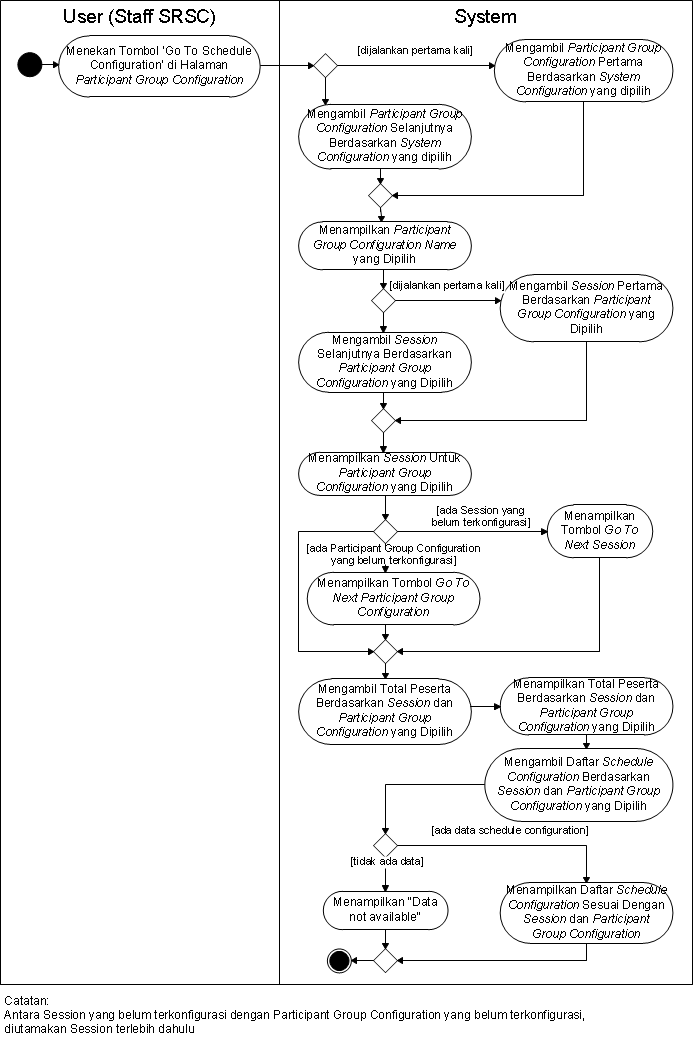 User (Staff SRSC)
System
Menekan Tombol 'Go To Schedule
Configuration' di Halaman
Participant Group Configuration
[dijalankan pertama kali]
Mengambil Participant Group
Configuration Pertama
Berdasarkan System
Configuration yang dipilih
Mengambil Participant Group
Configuration Selanjutnya
Berdasarkan System
Configuration yang dipilih
Menampilkan Participant
Group Configuration Name
yang Dipilih
[dijalankan pertama kali]
Mengambil Session Pertama
Berdasarkan Participant
Group Configuration yang
Dipilih
Mengambil Session
Selanjutnya Berdasarkan
Participant Group
Configuration yang Dipilih
Menampilkan Session Untuk
Participant Group
Configuration yang Dipilih
[ada Session yang
belum terkonfigurasi]
Menampilkan
Tombol Go To
Next Session
[ada Participant Group Configuration
yang belum terkonfigurasi]
Menampilkan Tombol Go To
Next Participant Group
Configuration
Mengambil Total Peserta
Berdasarkan Session dan
Participant Group
Configuration yang Dipilih
Menampilkan Total Peserta
Berdasarkan Session dan
Participant Group
Configuration yang Dipilih
Mengambil Daftar Schedule
Configuration Berdasarkan
Session dan Participant Group
Configuration yang Dipilih
[ada data schedule configuration]
[tidak ada data]
Menampilkan "Data
not available"
Menampilkan Daftar Schedule
Configuration Sesuai Dengan
Session dan Participant
Group Configuration
Catatan:
Antara Session yang belum terkonfigurasi dengan Participant Group Configuration yang belum terkonfigurasi,
diutamakan Session terlebih dahulu